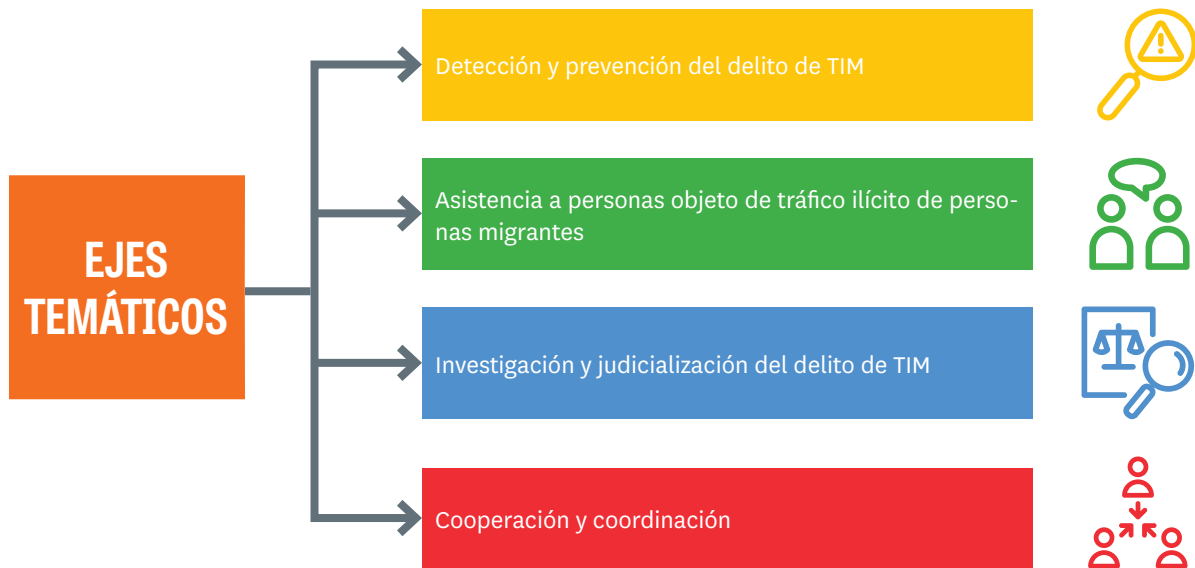 EJES
TEMÁTICOS
Detección y prevención del delito de TIM
Asistencia a personas objeto de tráfico ilícito de perso-
nas migrantes
Investigación y judicialización del delito de TIM
Cooperación y coordinación